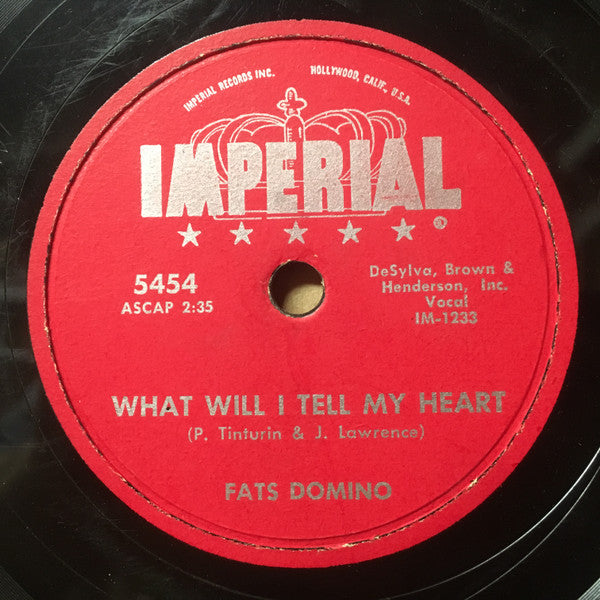 IMPERIAL RECORDS INC. HOLLYWOOD, CALIF., U.S.A.
IMPERIAL
®
5454
ASCAP 2:35
DeSylva, Brown &
Henderson, Inc.
Vocal
IM-1233
WHAT WILL I TELL MY HEART
(P. Tinturin & J. Lawrence)
FATS DOMINO